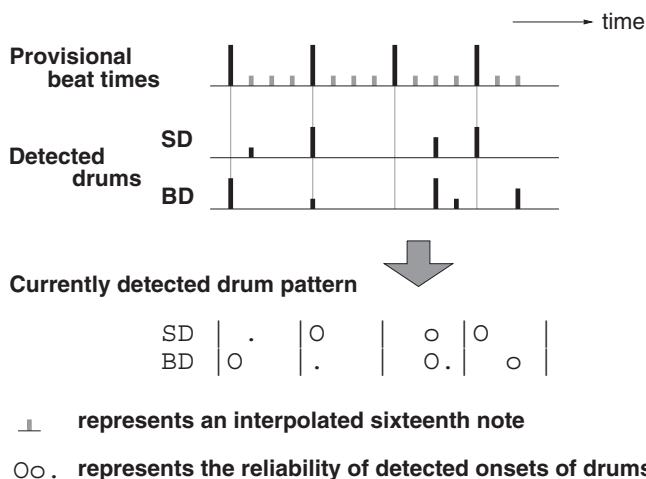 time
Provisional
beat times
SD
Detected
drums
BD
Currently detected drum pattern
SD | . |O | o |O |
BD |O |. | O. | o |
represents an interpolated sixteenth note
Oo. represents the reliability of detected onsets of drums